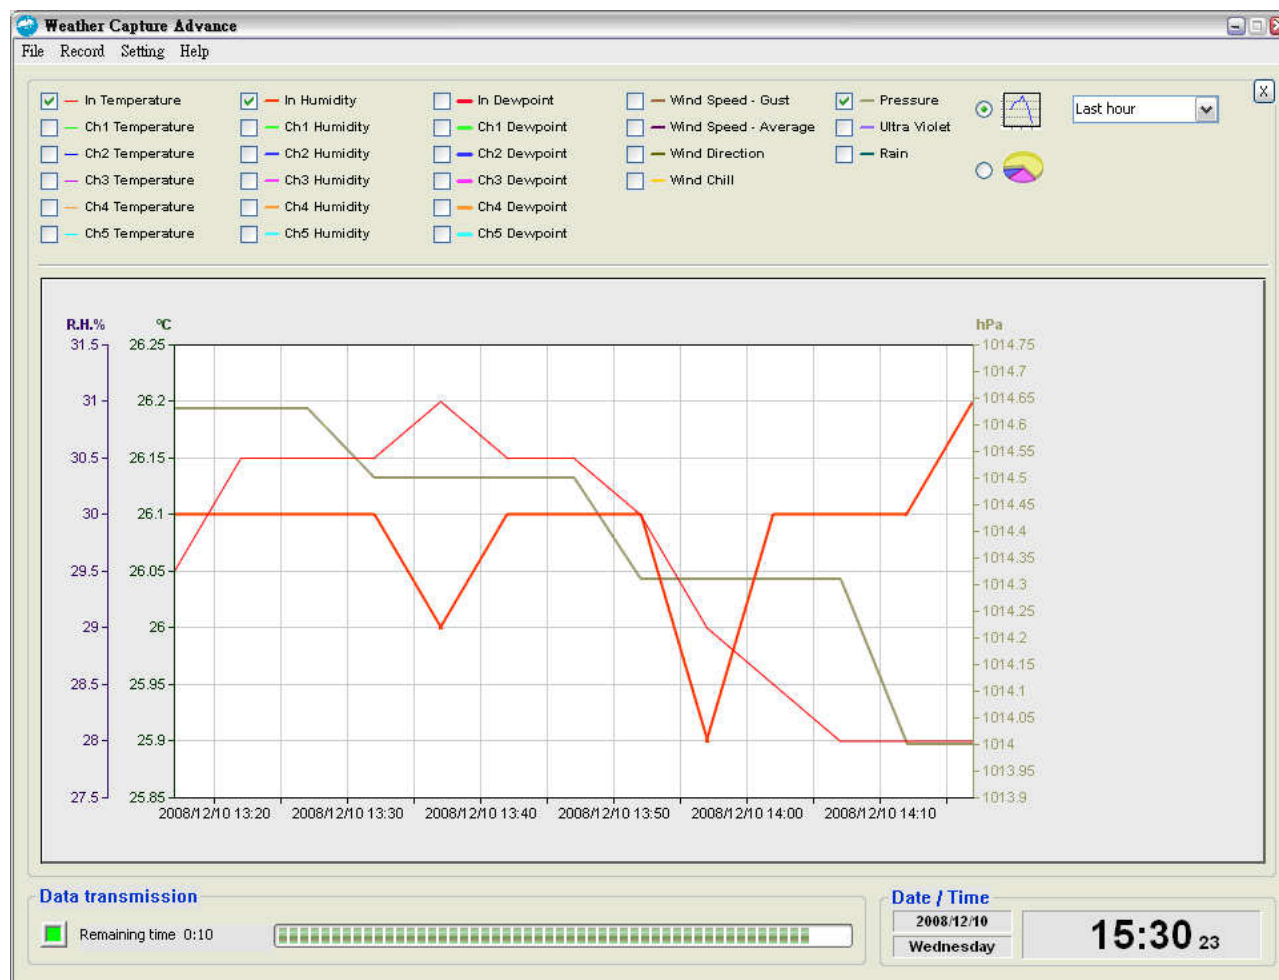 Weather Capture Advance
File Record Setting Help
In Temperature In Humidity In Dewpoint Wind Speed - Gust Pressure Last hour X
Ch1 Temperature Ch1 Humidity Ch1 Dewpoint Wind Speed - Average Ultra Violet
Ch2 Temperature Ch2 Humidity Ch2 Dewpoint Wind Direction Rain
Ch3 Temperature Ch3 Humidity Ch3 Dewpoint Wind Chill
Ch4 Temperature Ch4 Humidity Ch4 Dewpoint
Ch5 Temperature Ch5 Humidity Ch5 Dewpoint
R.H.% ºC hPa
31.5 26.25 1014.75
1014.7
31 26.2 1014.65
1014.6
30.5 26.15 1014.55
1014.5
30 26.1 1014.45
1014.4
29.5 26.05 1014.35
1014.3
1014.25
29 26 1014.2
1014.15
28.5 25.95 1014.1
1014.05
28 25.9 1014
1013.95
27.5 25.85 1013.9
2008/12/10 13:20 2008/12/10 13:30 2008/12/10 13:40 2008/12/10 13:50 2008/12/10 14:00 2008/12/10 14:10
Data transmission
Remaining time 0:10
Date / Time
2008/12/10
Wednesday
15:30 23